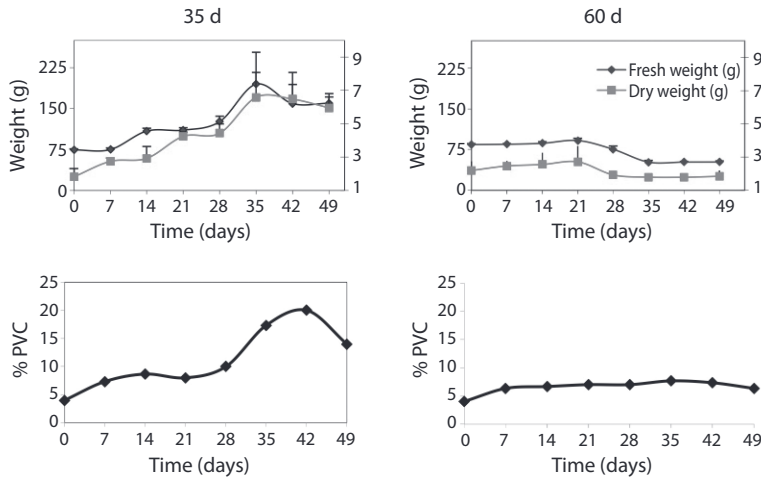 35 d
60 d
Weight (g)
225
150
75
0
9
7
5
3
1
0 7 14 21 28 35 42 49
Time (days)
Weight (g)
225
150
75
0
Fresh weight (g)
Dry weight (g)
9
7
5
3
1
0 7 14 21 28 35 42 49
Time (days)
% PVC
25
20
15
10
5
0
0 7 14 21 28 35 42 49
Time (days)
% PVC
25
20
15
10
5
0
0 7 14 21 28 35 42 49
Time (days)